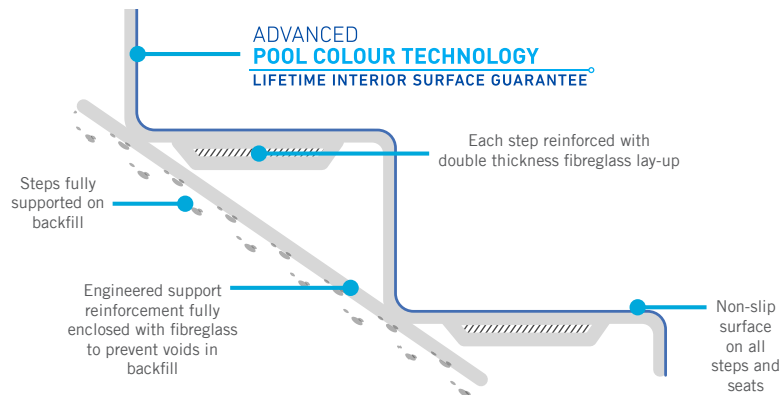 ADVANCED
POOL COLOUR TECHNOLOGY
LIFETIME INTERIOR SURFACE GUARANTEE
Each step reinforced with
double thickness fibreglass lay-up
Steps fully
supported on
backfill
Engineered support
reinforcement fully
enclosed with fibreglass
to prevent voids in
backfill
Non-slip
surface
on all
steps and
seats